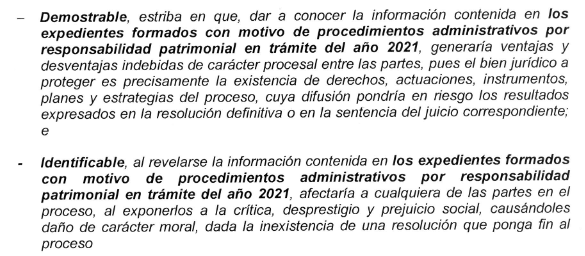 – Demostrable, estriba en que, dar a conocer la información contenida en los
expedientes formados con motivo de procedimientos administrativos por
responsabilidad patrimonial en trámite del año 2021, generaría ventajas y
desventajas indebidas de carácter procesal entre las partes, pues el bien jurídico a
proteger es precisamente la existencia de derechos, actuaciones, instrumentos,
planes y estrategias del proceso, cuya difusión pondría en riesgo los resultados
expresados en la resolución definitiva o en la sentencia del juicio correspondiente;
e
- Identificable, al revelarse la información contenida en los expedientes formados
con motivo de procedimientos administrativos por responsabilidad
patrimonial en trámite del año 2021, afectaría a cualquiera de las partes en el
proceso, al exponerlos a la crítica, desprestigio y prejuicio social, causándoles
daño de carácter moral, dada la inexistencia de una resolución que ponga fin al
proceso